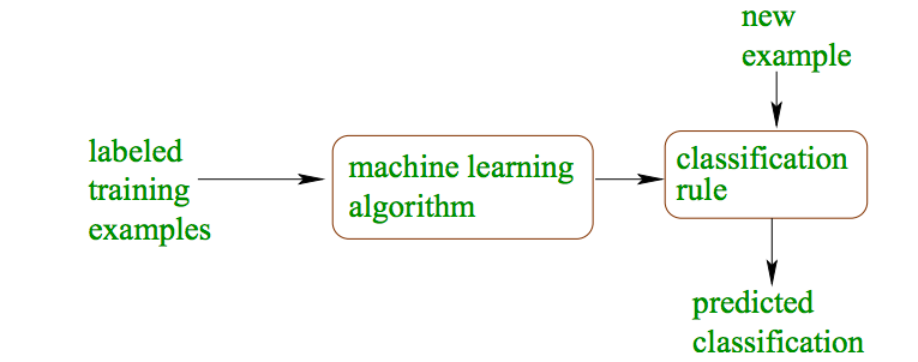 new
example
labeled
training
examples
machine learning
algorithm
classification
rule
predicted
classification